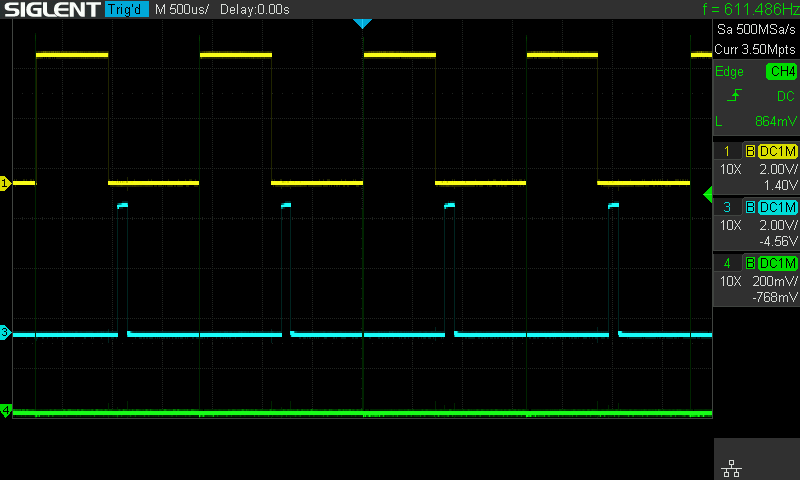 SIGLENT Trig'd M 500us/ Delay:0.00s f = 611.486Hz
Sa 500MSa/s
Curr 3.50Mpts
Edge CH4
DC
L 864mV
1 B DC1M
10X 2.00V/
1.40V
3 B DC1M
10X 2.00V/
-4.56V
4 B DC1M
10X 200mV/
-768mV
1
3
4